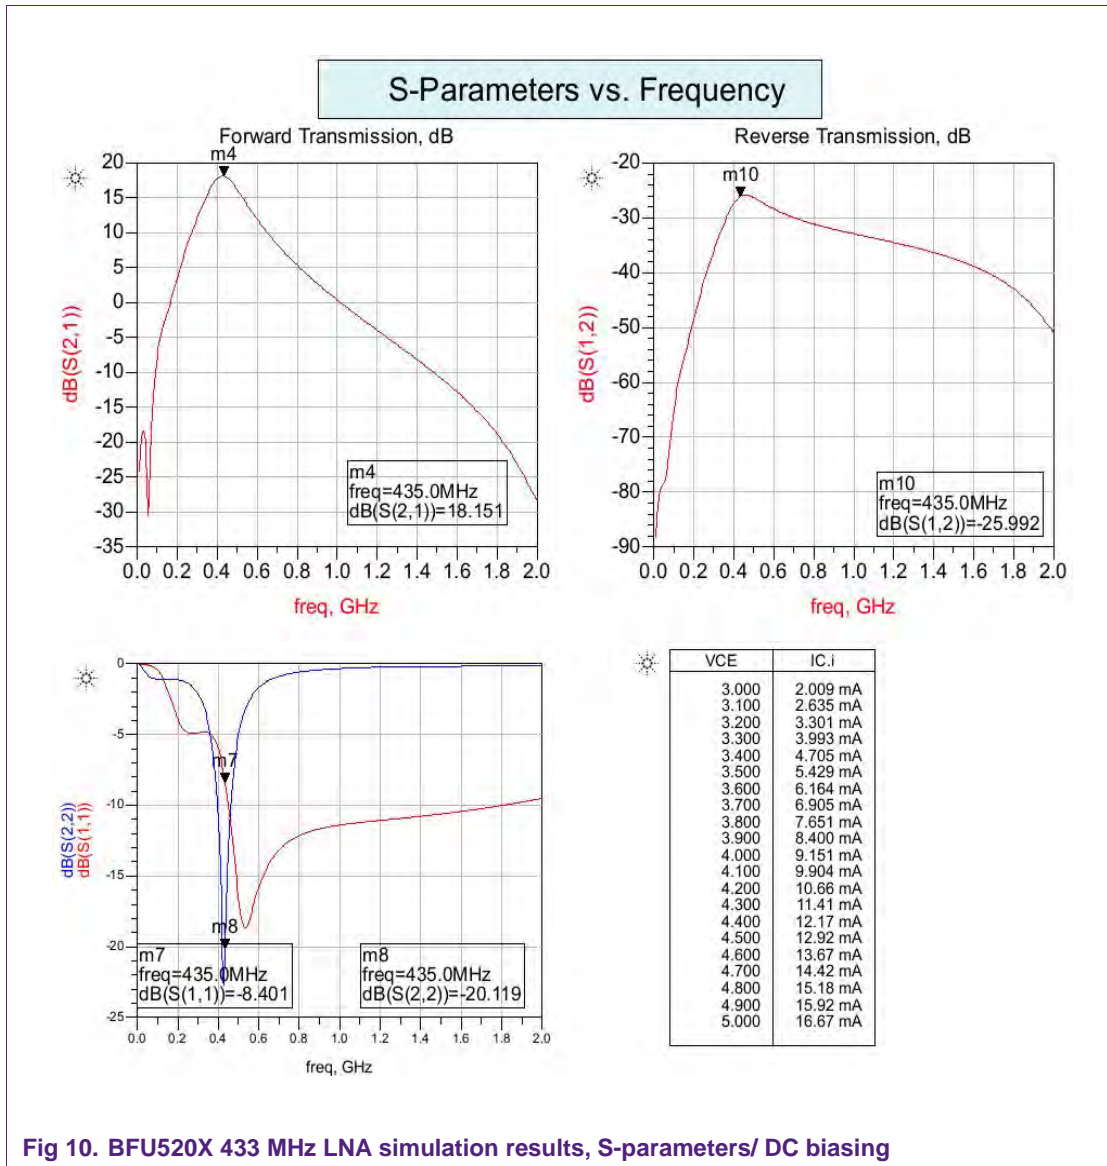 S-Parameters vs. Frequency
Forward Transmission, dB
m4
20
15
10
5
0
-5
-10
-15
-20
-25
-30
-35
dB(S(2,1))
m4
freq=435.0MHz
dB(S(2,1))=18.151
0.0 0.2 0.4 0.6 0.8 1.0 1.2 1.4 1.6 1.8 2.0
freq, GHz
Reverse Transmission, dB
m10
-20
-30
-40
-50
-60
-70
-80
-90
dB(S(1,2))
m10
freq=435.0MHz
dB(S(1,2))=-25.992
0.0 0.2 0.4 0.6 0.8 1.0 1.2 1.4 1.6 1.8 2.0
freq, GHz
0
-5
-10
-15
-20
-25
dB(S(2,2))
dB(S(1,1))
m7
m8
m7
freq=435.0MHz
dB(S(1,1))=-8.401
m8
freq=435.0MHz
dB(S(2,2))=-20.119
0.0 0.2 0.4 0.6 0.8 1.0 1.2 1.4 1.6 1.8 2.0
freq, GHz
VCE IC.i
3.000 2.009 mA
3.100 2.635 mA
3.200 3.301 mA
3.300 3.993 mA
3.400 4.705 mA
3.500 5.429 mA
3.600 6.164 mA
3.700 6.905 mA
3.800 7.651 mA
3.900 8.400 mA
4.000 9.151 mA
4.100 9.904 mA
4.200 10.66 mA
4.300 11.41 mA
4.400 12.17 mA
4.500 12.92 mA
4.600 13.67 mA
4.700 14.42 mA
4.800 15.18 mA
4.900 15.92 mA
5.000 16.67 mA
Fig 10. BFU520X 433 MHz LNA simulation results, S-parameters/ DC biasing